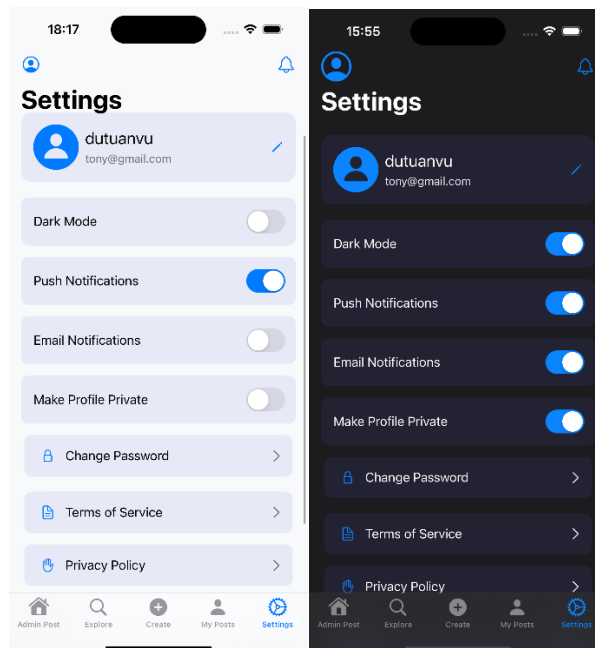 18:17
Settings
dutuanvu
tony@gmail.com
Dark Mode
Push Notifications
Email Notifications
Make Profile Private
Change Password
Terms of Service
Privacy Policy
Admin Post Explore Create My Posts Settings
15:55
Settings
dutuanvu
tony@gmail.com
Dark Mode
Push Notifications
Email Notifications
Make Profile Private
Change Password
Terms of Service
Privacy Policy
Admin Post Explore Create My Posts Settings